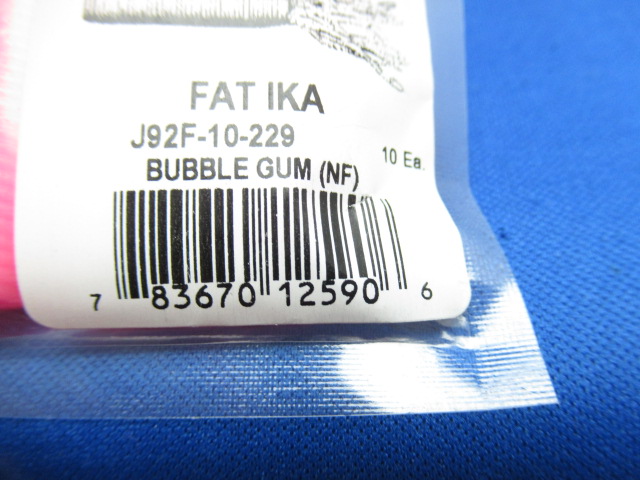 FAT IKA
J92F-10-229
10 Ea.
BUBBLE GUM (NF)
7 83670 12590 6